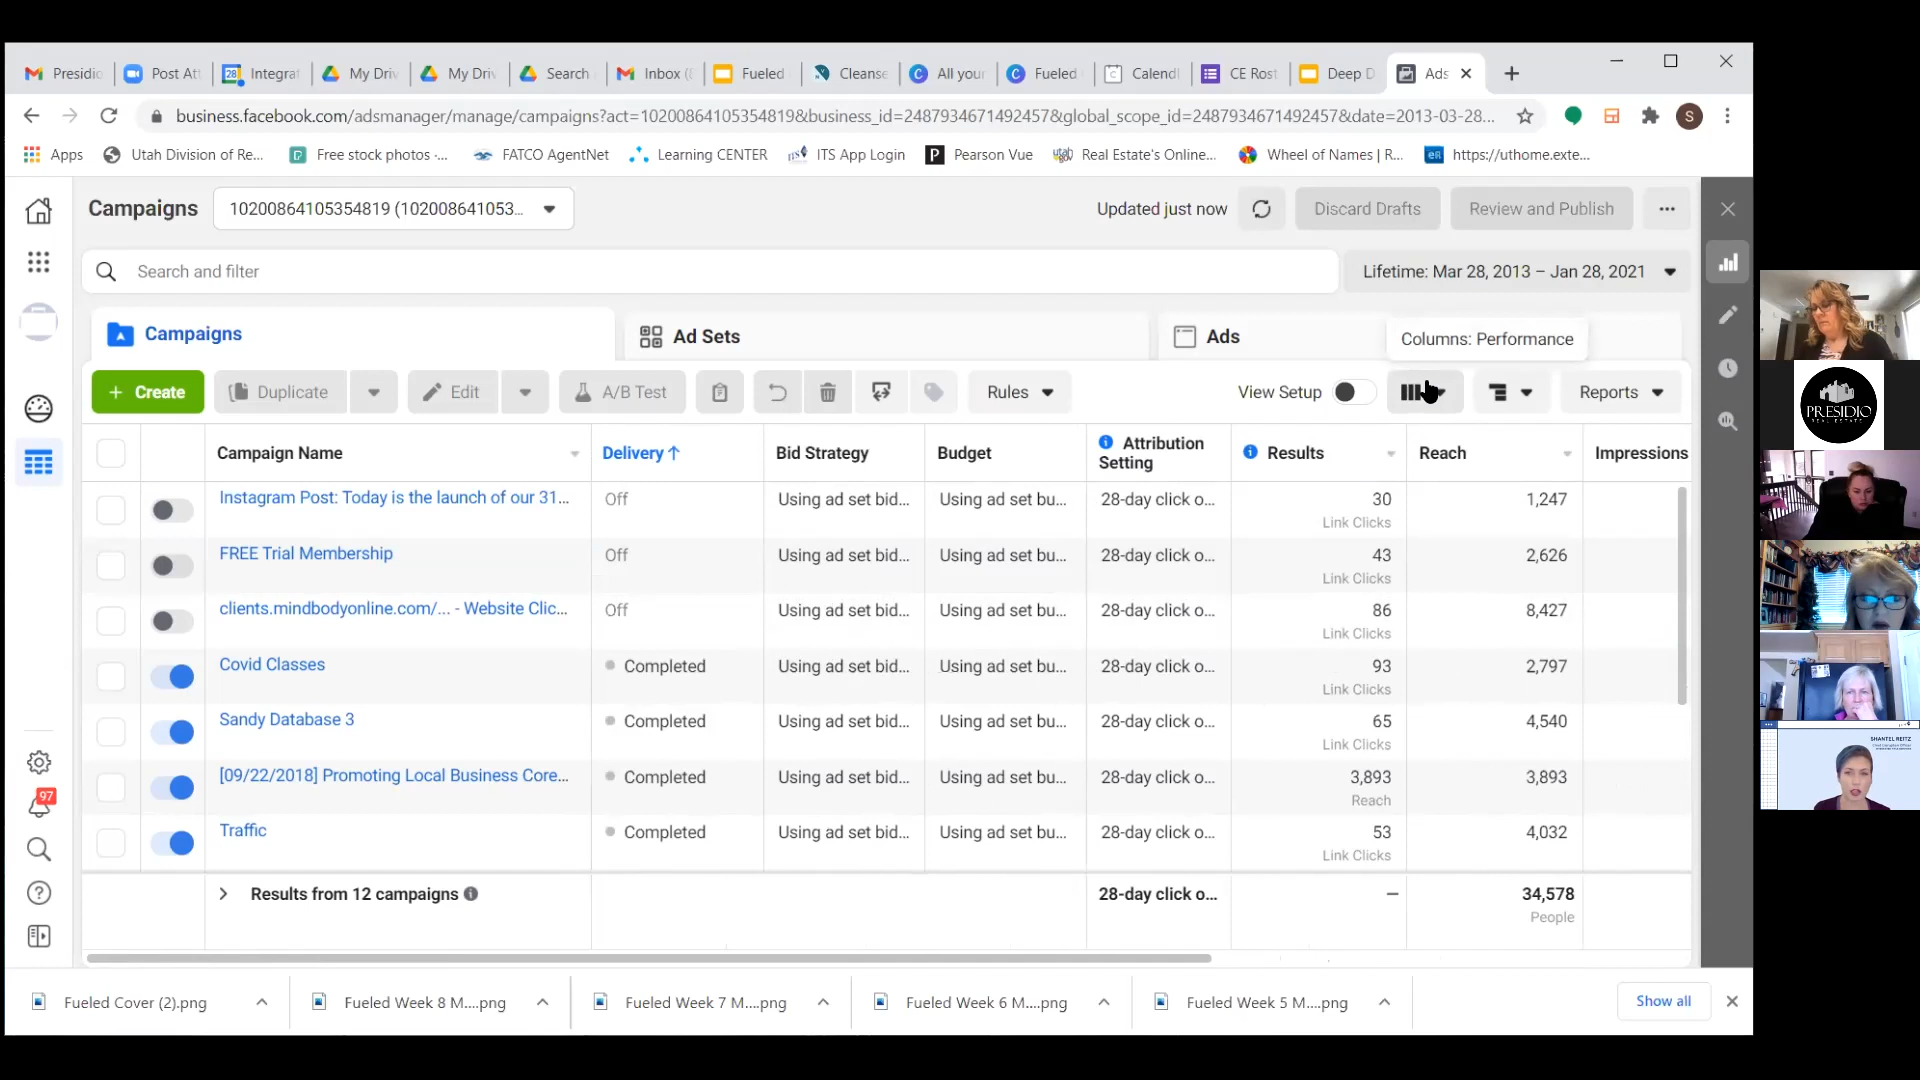 Presidio
Post Att
Integrat
My Driv
My Driv
Search
Inbox (
Fueled
Cleanse
All your
Fueled
Calendl
CE Rost
Deep D
Ads
business.facebook.com/adsmanager/manage/campaigns?act=10200864105354819&business_id=2487934671492457&global_scope_id=2487934671492457&date=2013-03-28...
S
Apps
Utah Division of Re...
Free stock photos ·...
FATCO AgentNet
Learning CENTER
ITS App Login
Pearson Vue
Real Estate's Online...
Wheel of Names | R...
https://uthome.exte...
Campaigns
10200864105354819 (102008641053...
Updated just now
Discard Drafts
Review and Publish
Search and filter
Lifetime: Mar 28, 2013 – Jan 28, 2021
Campaigns
Ad Sets
Ads
Columns: Performance
+ Create
Duplicate
Edit
A/B Test
Rules
View Setup
Reports
Campaign Name
Delivery ↑
Bid Strategy
Budget
Attribution
Setting
Results
Reach
Impressions
Instagram Post: Today is the launch of our 31...
Off
Using ad set bid...
Using ad set bu...
28-day click o...
30
Link Clicks
1,247
FREE Trial Membership
Off
Using ad set bid...
Using ad set bu...
28-day click o...
43
Link Clicks
2,626
clients.mindbodyonline.com/... - Website Clic...
Off
Using ad set bid...
Using ad set bu...
28-day click o...
86
Link Clicks
8,427
Covid Classes
Completed
Using ad set bid...
Using ad set bu...
28-day click o...
93
Link Clicks
2,797
Sandy Database 3
Completed
Using ad set bid...
Using ad set bu...
28-day click o...
65
Link Clicks
4,540
[09/22/2018] Promoting Local Business Core...
Completed
Using ad set bid...
Using ad set bu...
28-day click o...
3,893
Reach
3,893
Traffic
Completed
Using ad set bid...
Using ad set bu...
28-day click o...
53
Link Clicks
4,032
Results from 12 campaigns
28-day click o...
—
34,578
People
97
Fueled Cover (2).png
Fueled Week 8 M....png
Fueled Week 7 M....png
Fueled Week 6 M....png
Fueled Week 5 M....png
Show all
PRESIDIO
REAL ESTATE
SHANTEL REITZ